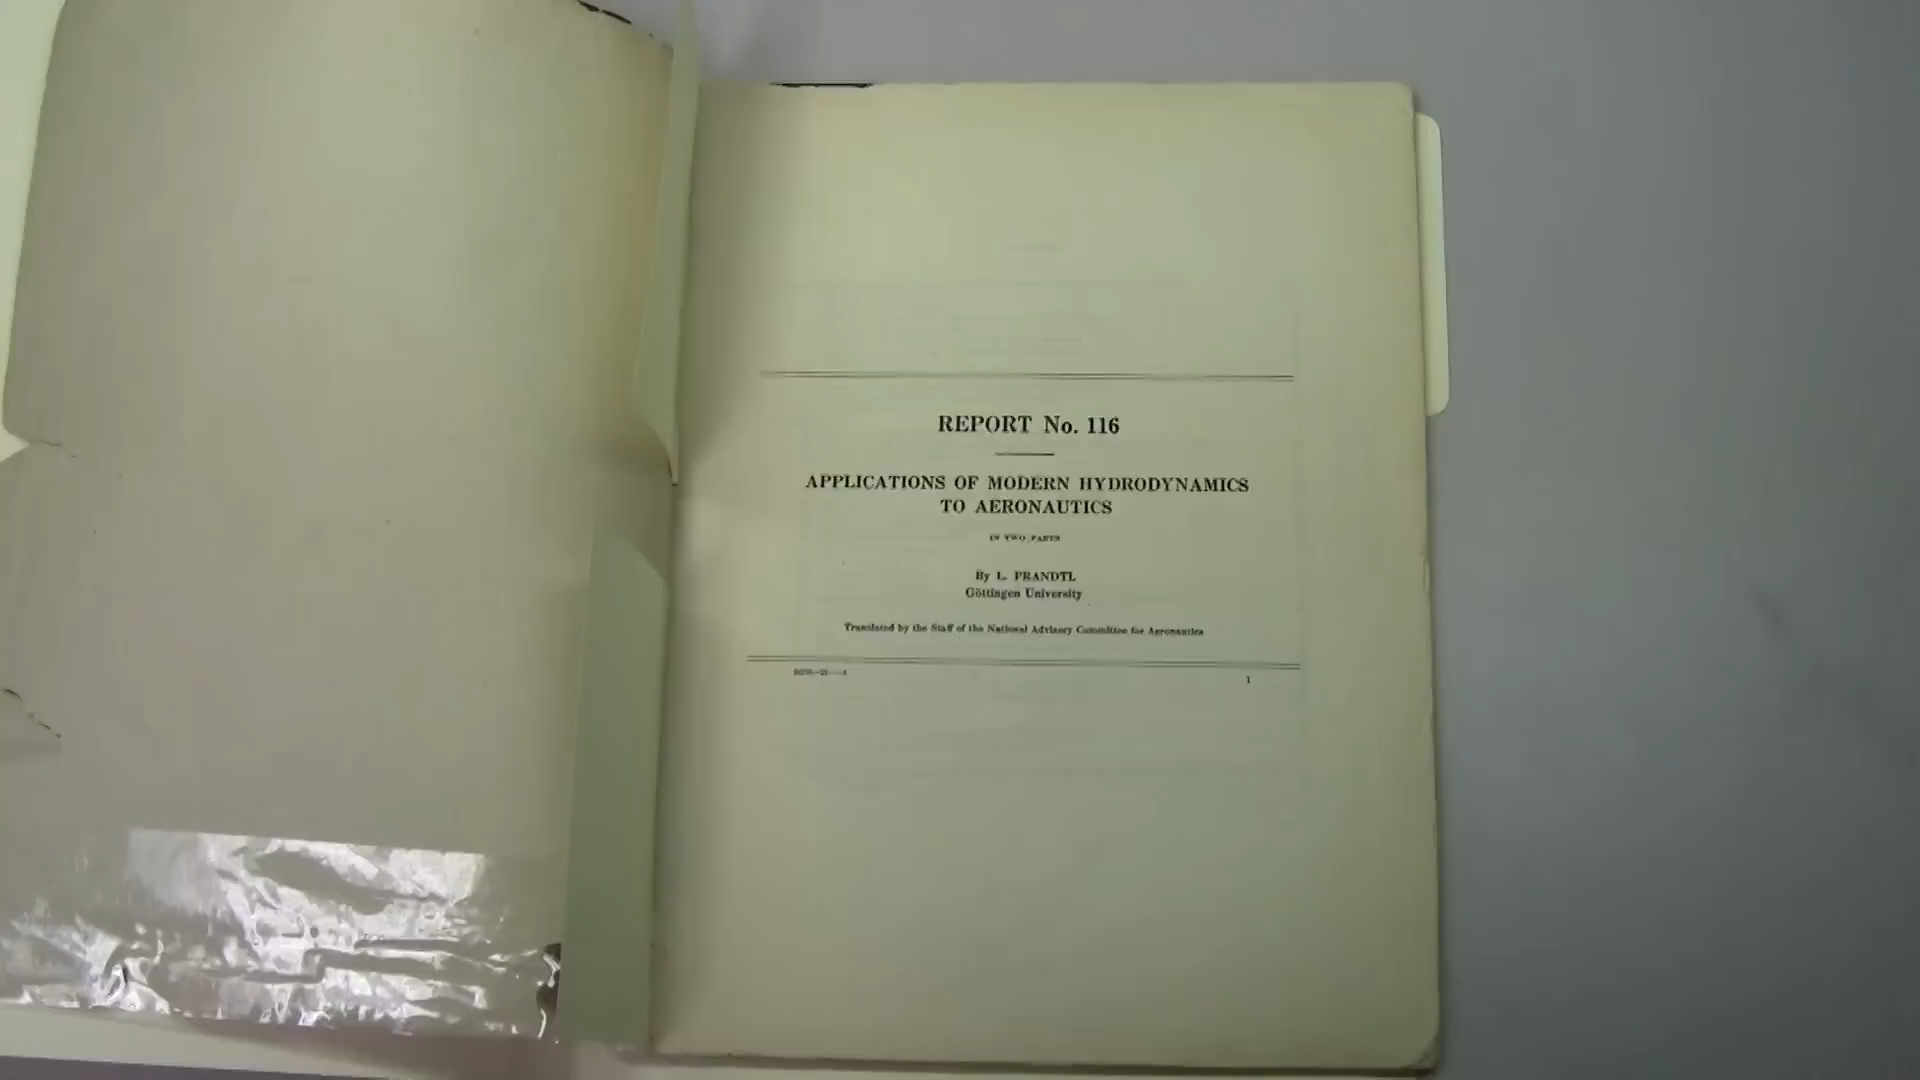 REPORT No. 116
APPLICATIONS OF MODERN HYDRODYNAMICS
TO AERONAUTICS
IN TWO PARTS
By L. PRANDTL
Göttingen University
Translated by the Staff of the National Advisory Committee for Aeronautics
1